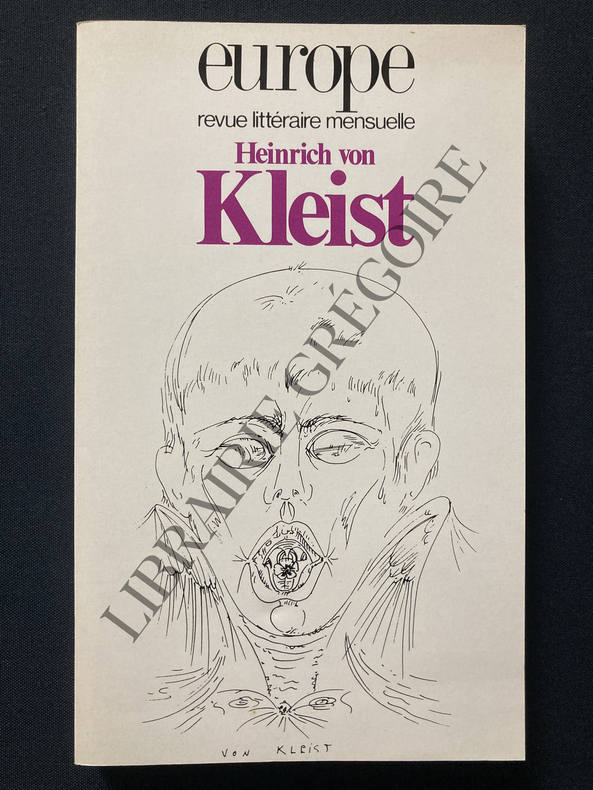 europe
revue littéraire mensuelle
Heinrich von
Kleist
LIBRAIRIE GRÉGOIRE
VON KLEIST